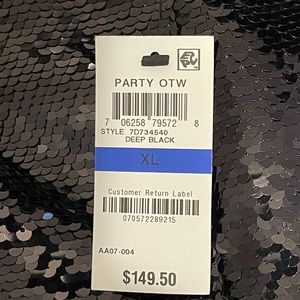 PARTY OTW
7 06258 79572 8
STYLE 7D734540
DEEP BLACK
XL
Customer Return Label
070572289215
AA07-004
$149.50